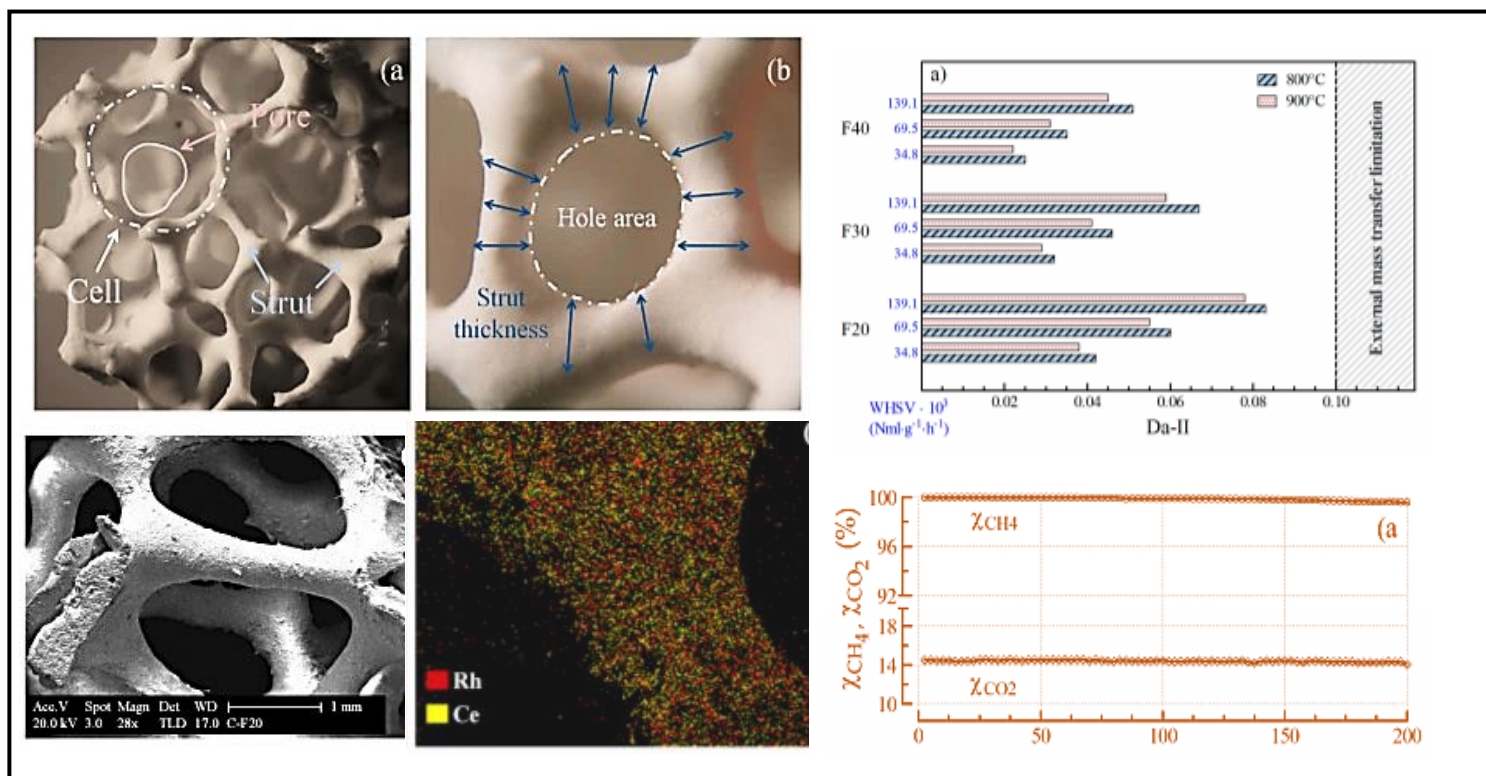 (a
Pore
Cell
Strut
(b)
Hole area
Strut
thickness
a)
800°C
900°C
F40
139.1
69.5
34.8
F30
139.1
69.5
34.8
F20
139.1
69.5
34.8
External mass transfer limitation
0.02 0.04 0.06 0.08 0.10
WHSV · 10³
(Nml·g⁻¹·h⁻¹)
Da-II
Acc.V Spot Magn Det WD 1 mm
20.0 kV 3.0 28x TLD 17.0 C-F20
Rh
Ce
(
χCH4, χCO2 (%)
100
96
92
18
14
10
χCH4
(a
χCO2
0 50 100 150 200